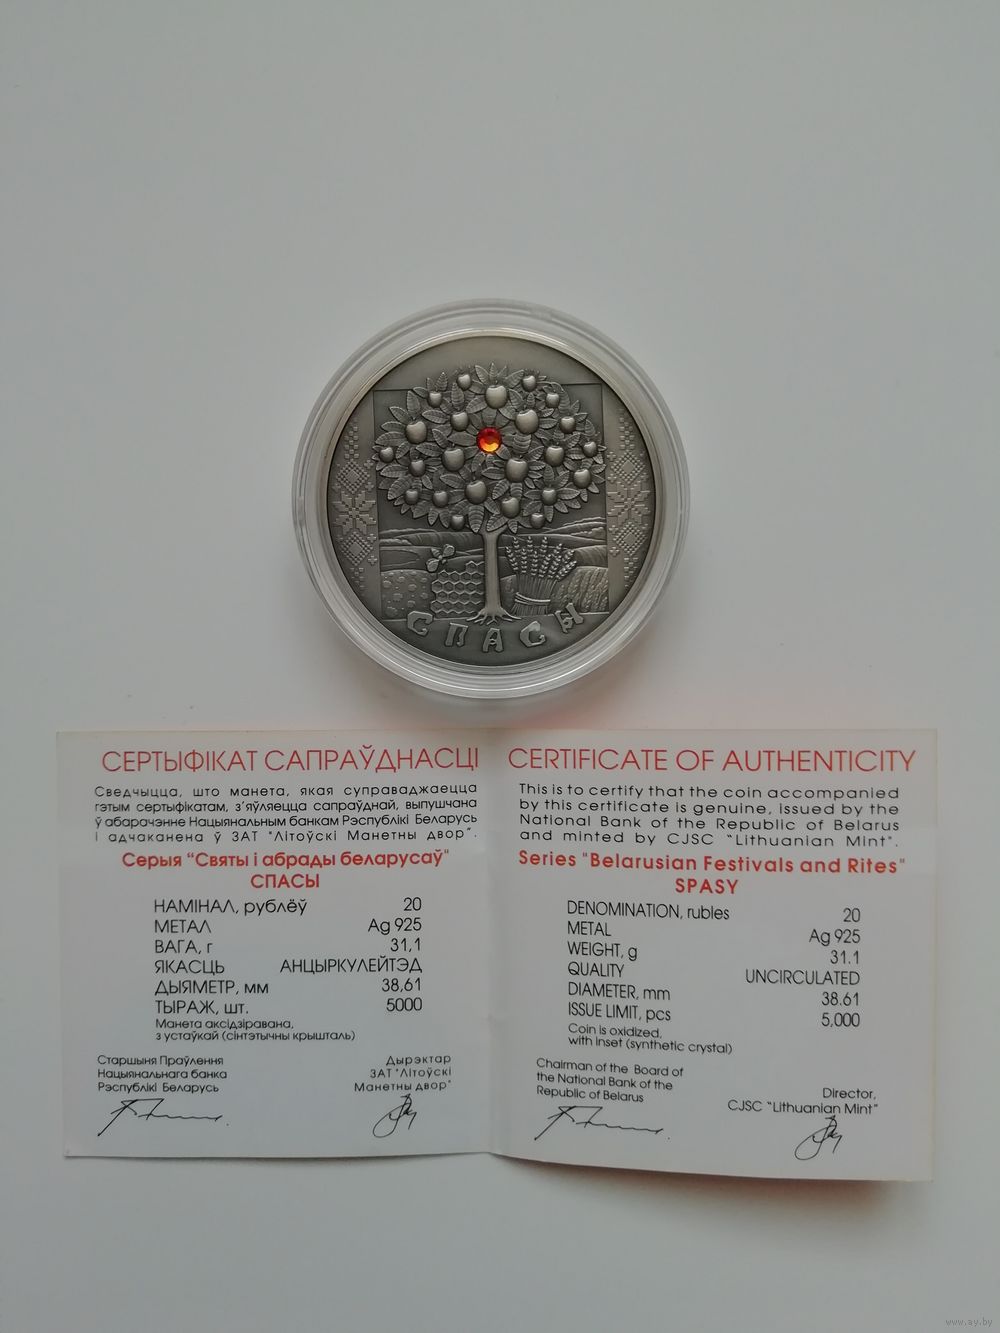 СПАСЫ
СЕРТЫФІКАТ САПРАЎДНАСЦІ
Сведчыцца, што манета, якая суправаджаецца
гэтым сертыфікатам, з’яўляецца сапраўднай, выпушчана
ў абарачэнне Нацыянальным банкам Рэспублікі Беларусь
і адчаканена ў ЗАТ "Літоўскі Манетны двор".
Серыя "Святы і абрады беларусаў"
СПАСЫ
НАМІНАЛ, рублёў 20
МЕТАЛ Ag 925
ВАГА, г 31,1
ЯКАСЦЬ АНЦЫРКУЛЕЙТЭД
ДЫЯМЕТР, мм 38,61
ТЫРАЖ, шт. 5000
Манета аксідзіравана,
з устаўкай (сінтэтычны крышталь)
Старшыня Праўлення
Нацыянальнага банка
Рэспублікі Беларусь
Дырэктар
ЗАТ "Літоўскі
Манетны двор"
CERTIFICATE OF AUTHENTICITY
This is to certify that the coin accompanied
by this certificate is genuine, issued by the
National Bank of the Republic of Belarus
and minted by CJSC "Lithuanian Mint".
Series "Belarusian Festivals and Rites"
SPASY
DENOMINATION, rubles 20
METAL Ag 925
WEIGHT, g 31.1
QUALITY UNCIRCULATED
DIAMETER, mm 38.61
ISSUE LIMIT, pcs 5,000
Coin is oxidized,
with inset (synthetic crystal)
Chairman of the Board of
the National Bank of the
Republic of Belarus
Director,
CJSC "Lithuanian Mint"
www.ay.by